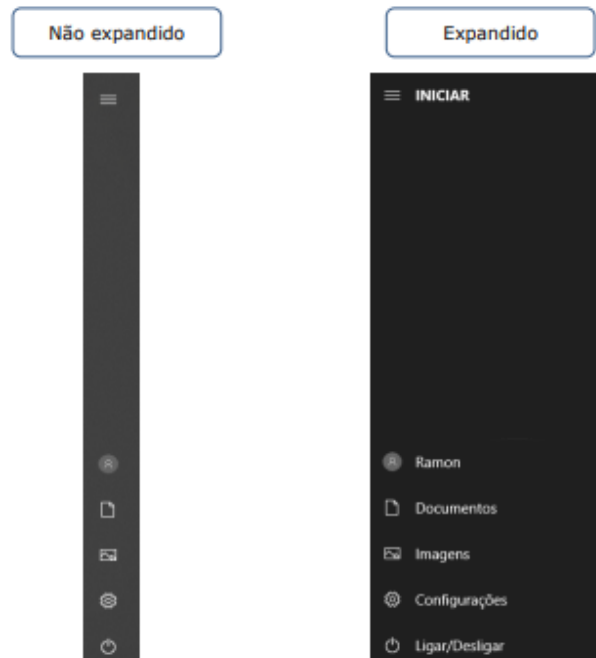 Não expandido
Expandido
INICIAR
Ramon
Documentos
Imagens
Configurações
Ligar/Desligar